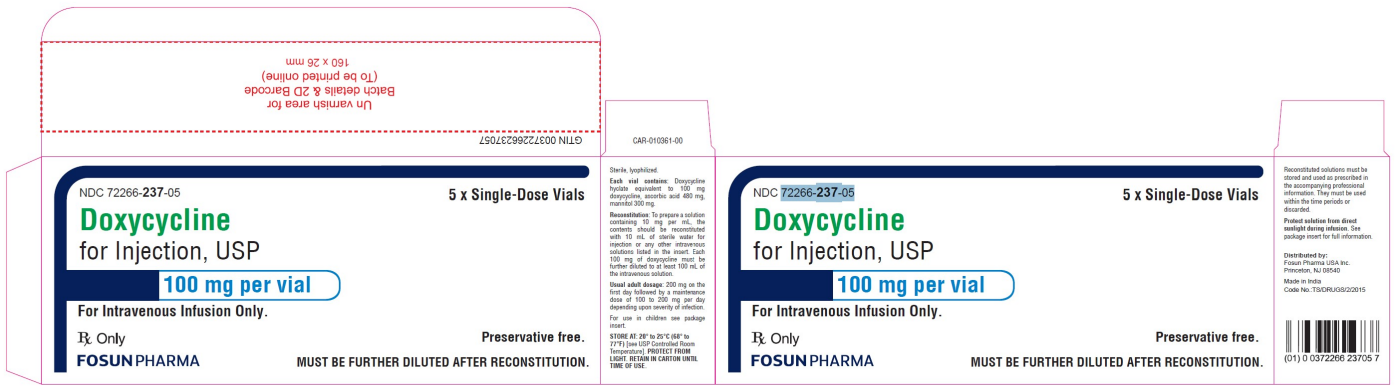 Un varnish area for
Batch details & 2D Barcode
(To be printed online)
160 x 26 mm
GTIN 00372266237057
NDC 72266-237-05
5 x Single-Dose Vials
Doxycycline
for Injection, USP
100 mg per vial
For Intravenous Infusion Only.
Rx Only
Preservative free.
FOSUN PHARMA
MUST BE FURTHER DILUTED AFTER RECONSTITUTION.
CAR-010361-00
Sterile, lyophilized.
Each vial contains: Doxycycline
hyclate equivalent to 100 mg
doxycycline, ascorbic acid 480 mg,
mannitol 300 mg.
Reconstitution: To prepare a solution
containing 10 mg per mL, the
contents should be reconstituted
with 10 mL of sterile water for
injection or any other intravenous
solutions listed in the insert. Each
100 mg of doxycycline must be
further diluted to at least 100 mL of
the intravenous solution.
Usual adult dosage: 200 mg on the
first day followed by a maintenance
dose of 100 to 200 mg per day
depending upon severity of infection.
For use in children see package
insert.
STORE AT: 20° to 25°C (68° to
77°F) [see USP Controlled Room
Temperature]. PROTECT FROM
LIGHT. RETAIN IN CARTON UNTIL
TIME OF USE.
NDC 72266-237-05
5 x Single-Dose Vials
Doxycycline
for Injection, USP
100 mg per vial
For Intravenous Infusion Only.
Rx Only
Preservative free.
FOSUN PHARMA
MUST BE FURTHER DILUTED AFTER RECONSTITUTION.
Reconstituted solutions must be
stored and used as prescribed in
the accompanying professional
information. They must be used
within the time periods or
discarded.
Protect solution from direct
sunlight during infusion. See
package insert for full information.
Distributed by:
Fosun Pharma USA Inc.
Princeton, NJ 08540
Made in India
Code No.:TS/DRUGS/2/2015
(01) 0 0372266 23705 7